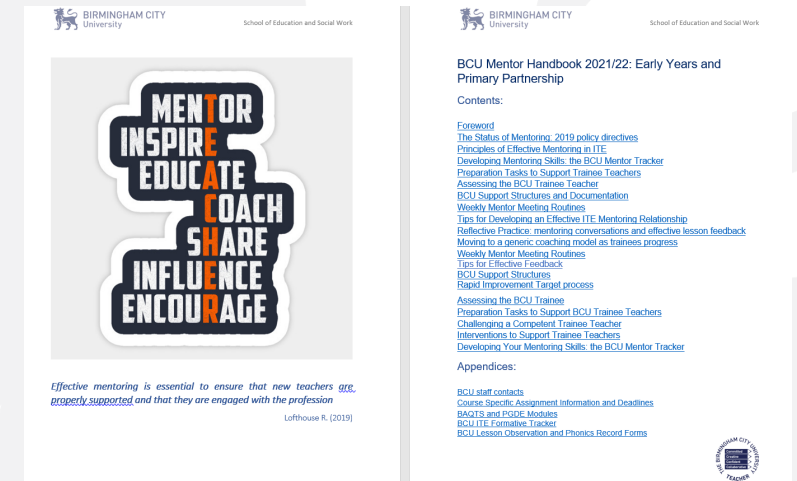 BIRMINGHAM CITY
University
School of Education and Social Work
MENTOR
INSPIRE
EDUCATE
COACH
SHARE
INFLUENCE
ENCOURAGE
Effective mentoring is essential to ensure that new teachers are
properly supported and that they are engaged with the profession
Lofthouse R. (2019)
BIRMINGHAM CITY
University
School of Education and Social Work
BCU Mentor Handbook 2021/22: Early Years and
Primary Partnership
Contents:
Foreword
The Status of Mentoring: 2019 policy directives
Principles of Effective Mentoring in ITE
Developing Mentoring Skills: the BCU Mentor Tracker
Preparation Tasks to Support Trainee Teachers
Assessing the BCU Trainee Teacher
BCU Support Structures and Documentation
Weekly Mentor Meeting Routines
Tips for Developing an Effective ITE Mentoring Relationship
Reflective Practice: mentoring conversations and effective lesson feedback
Moving to a generic coaching model as trainees progress
Weekly Mentor Meeting Routines
Tips for Effective Feedback
BCU Support Structures
Rapid Improvement Target process
Assessing the BCU Trainee
Preparation Tasks to Support BCU Trainee Teachers
Challenging a Competent Trainee Teacher
Interventions to Support Trainee Teachers
Developing Your Mentoring Skills: the BCU Mentor Tracker
Appendices:
BCU staff contacts
Course Specific Assignment Information and Deadlines
BAQTS and PGDE Modules
BCU ITE Formative Tracker
BCU Lesson Observation and Phonics Record Forms
THE BIRMINGHAM CITY UNIVERSITY
Committed
Creative
Confident
Collaborative
TEACHER